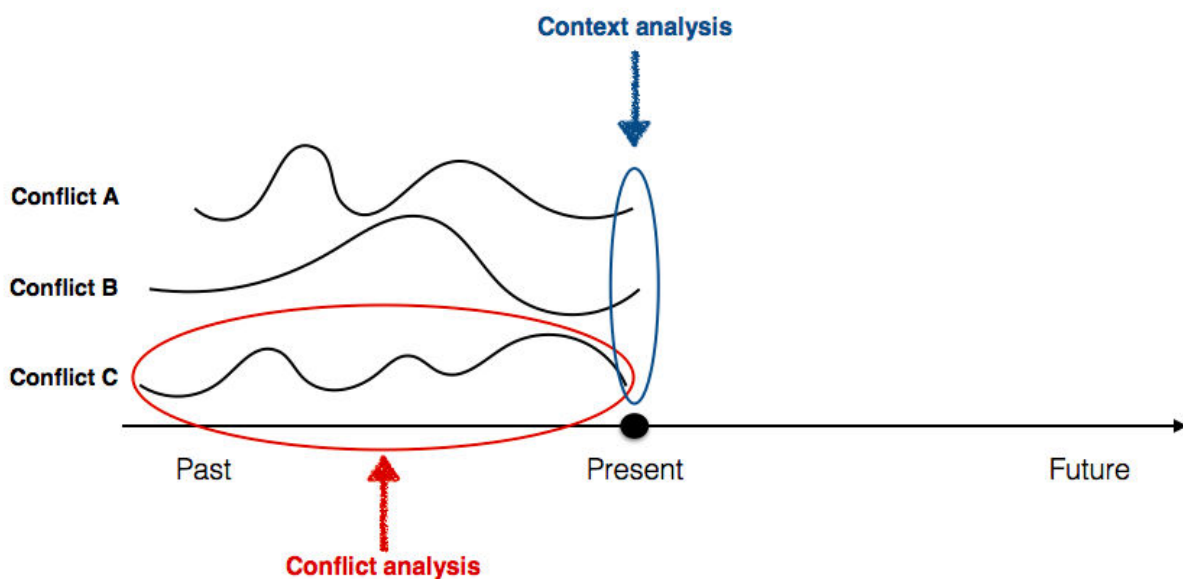 Context analysis
Conflict A
Conflict B
Conflict C
Past
Present
Future
Conflict analysis